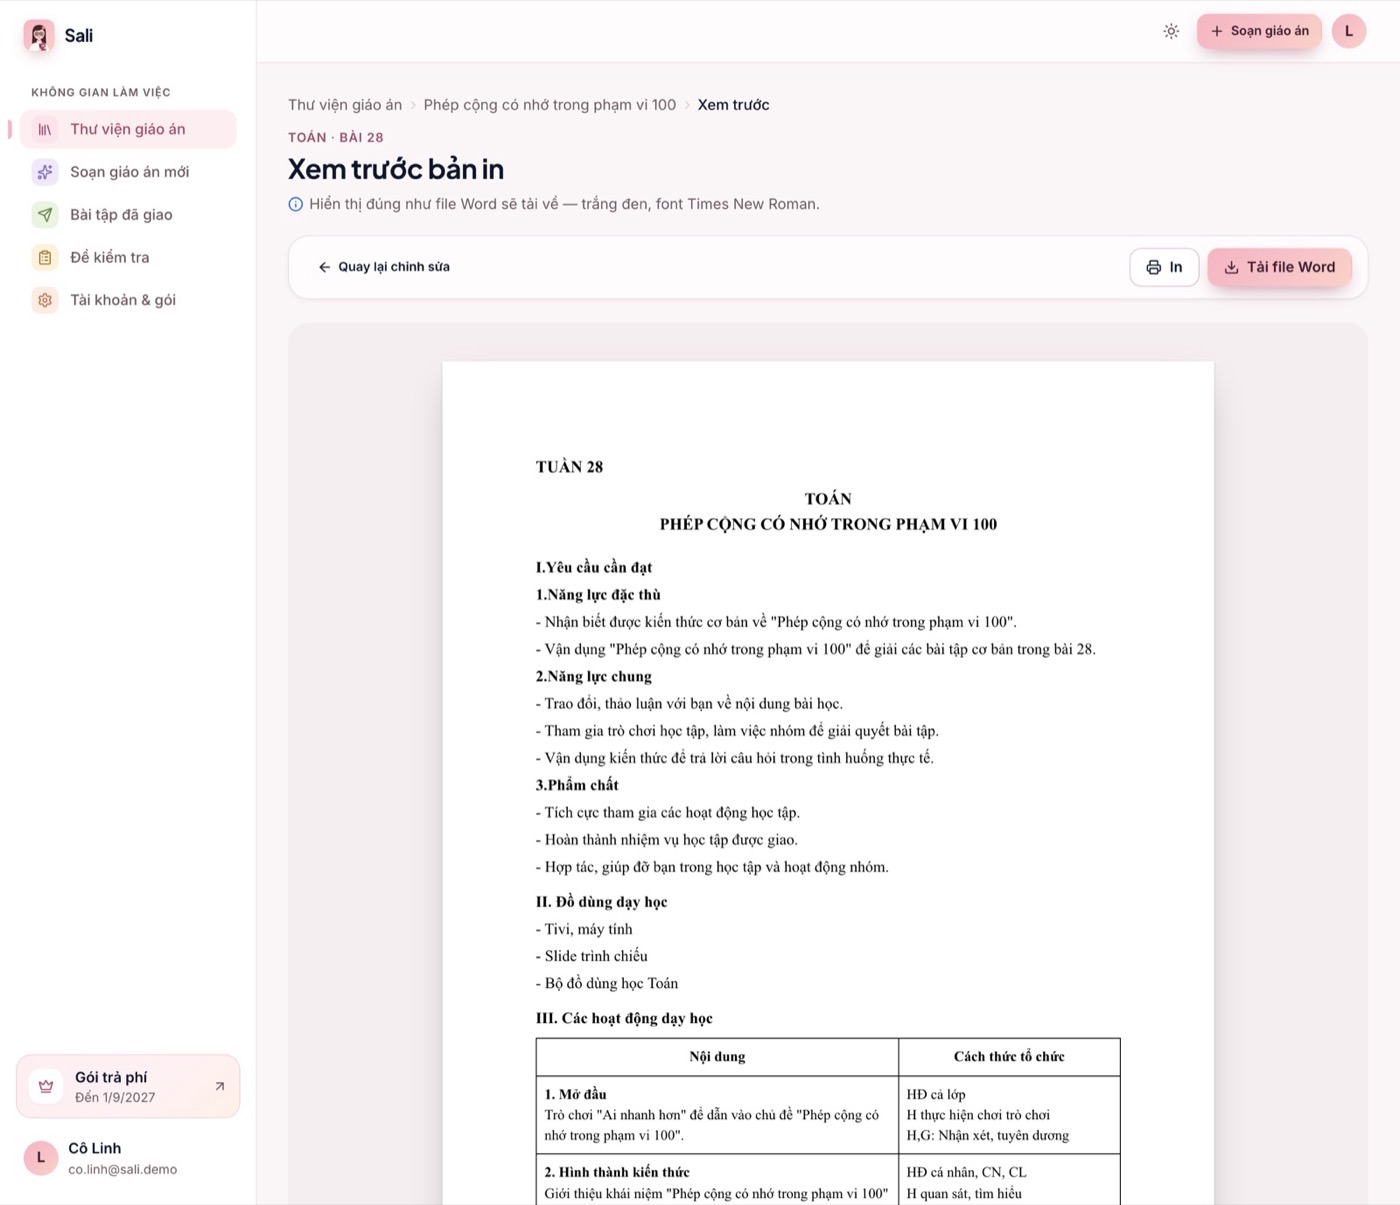 Sali
KHÔNG GIAN LÀM VIỆC
Thư viện giáo án
Soạn giáo án mới
Bài tập đã giao
Đề kiểm tra
Tài khoản & gói
Gói trả phí
Đến 1/9/2027
L
Cô Linh
co.linh@sali.demo
+ Soạn giáo án
L
Thư viện giáo án > Phép cộng có nhớ trong phạm vi 100 > Xem trước
TOÁN · BÀI 28
Xem trước bản in
Hiển thị đúng như file Word sẽ tải về — trắng đen, font Times New Roman.
Quay lại chỉnh sửa
In
Tải file Word
TUẦN 28
TOÁN
PHÉP CỘNG CÓ NHỚ TRONG PHẠM VI 100
I.Yêu cầu cần đạt
1.Năng lực đặc thù
- Nhận biết được kiến thức cơ bản về "Phép cộng có nhớ trong phạm vi 100".
- Vận dụng "Phép cộng có nhớ trong phạm vi 100" để giải các bài tập cơ bản trong bài 28.
2.Năng lực chung
- Trao đổi, thảo luận với bạn về nội dung bài học.
- Tham gia trò chơi học tập, làm việc nhóm để giải quyết bài tập.
- Vận dụng kiến thức để trả lời câu hỏi trong tình huống thực tế.
3.Phẩm chất
- Tích cực tham gia các hoạt động học tập.
- Hoàn thành nhiệm vụ học tập được giao.
- Hợp tác, giúp đỡ bạn trong học tập và hoạt động nhóm.
II. Đồ dùng dạy học
- Tivi, máy tính
- Slide trình chiếu
- Bộ đồ dùng học Toán
III. Các hoạt động dạy học
Nội dung
Cách thức tổ chức
1. Mở đầu
Trò chơi "Ai nhanh hơn" để dẫn vào chủ đề "Phép cộng có
nhớ trong phạm vi 100".
HĐ cả lớp
H thực hiện chơi trò chơi
H,G: Nhận xét, tuyên dương
2. Hình thành kiến thức
Giới thiệu khái niệm "Phép cộng có nhớ trong phạm vi 100"
HĐ cá nhân, CN, CL
H quan sát, tìm hiểu